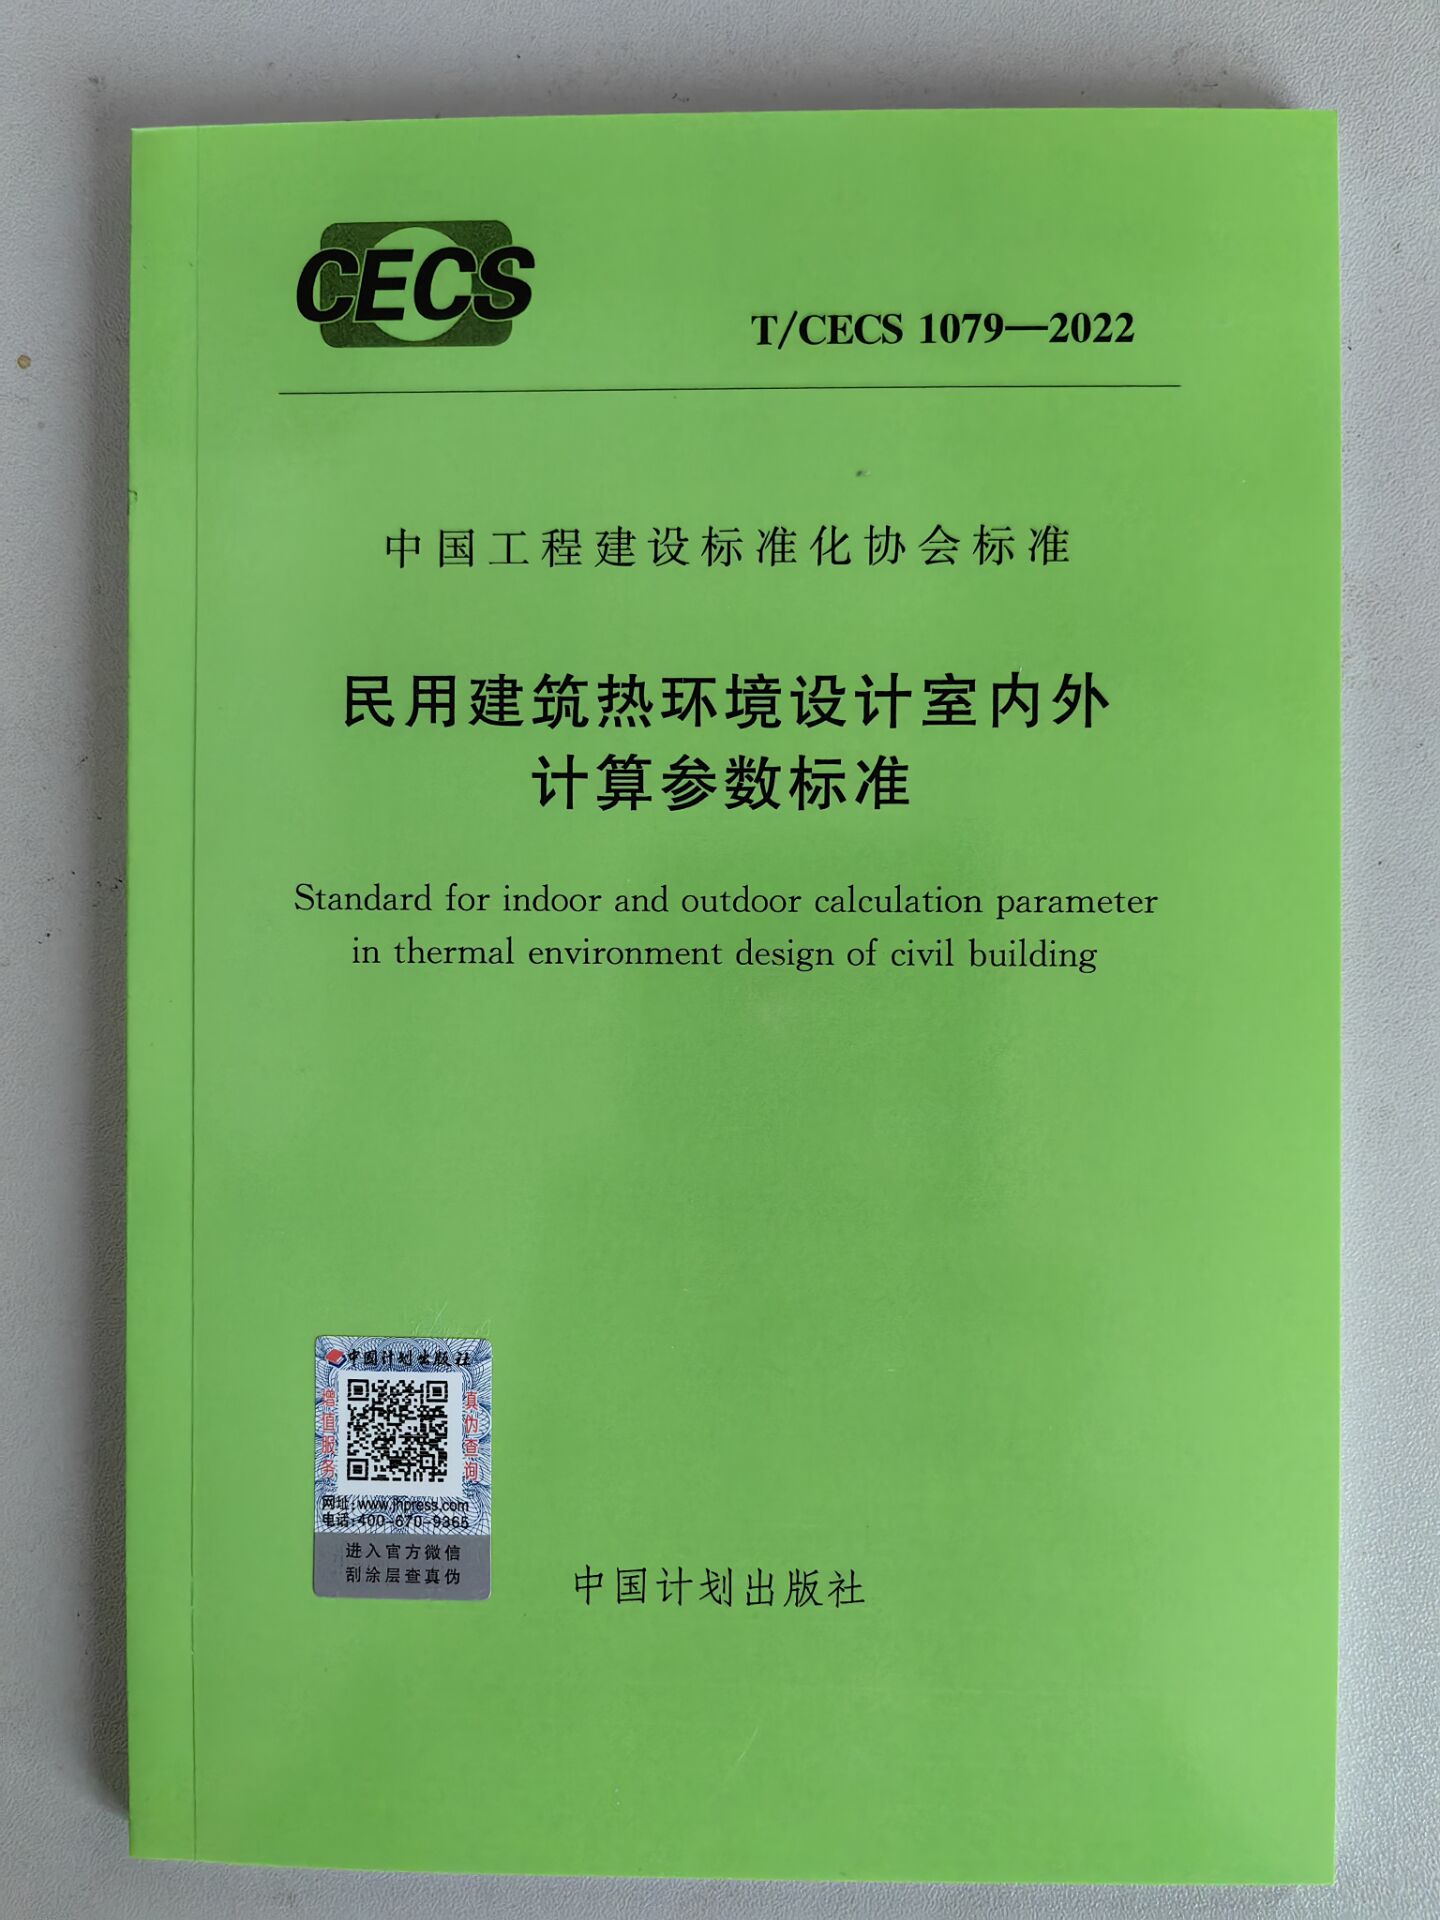 CECS
T/CECS 1079—2022
中国工程建设标准化协会标准
民用建筑热环境设计室内外
计算参数标准
Standard for indoor and outdoor calculation parameter
in thermal environment design of civil building
中国计划出版社
增值服务
真伪查询
网址:www.jhpress.com
电话:400-670-9365
进入官方微信
刮涂层查真伪
中国计划出版社